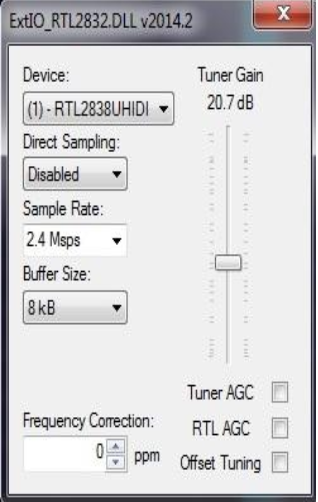 ExtIO_RTL2832.DLL v2014.2
x
Device:
(1) - RTL2838UHIDI
Direct Sampling:
Disabled
Sample Rate:
2.4 Msps
Buffer Size:
8 kB
Tuner Gain
20.7 dB
Tuner AGC
RTL AGC
Offset Tuning
Frequency Correction:
0 ppm